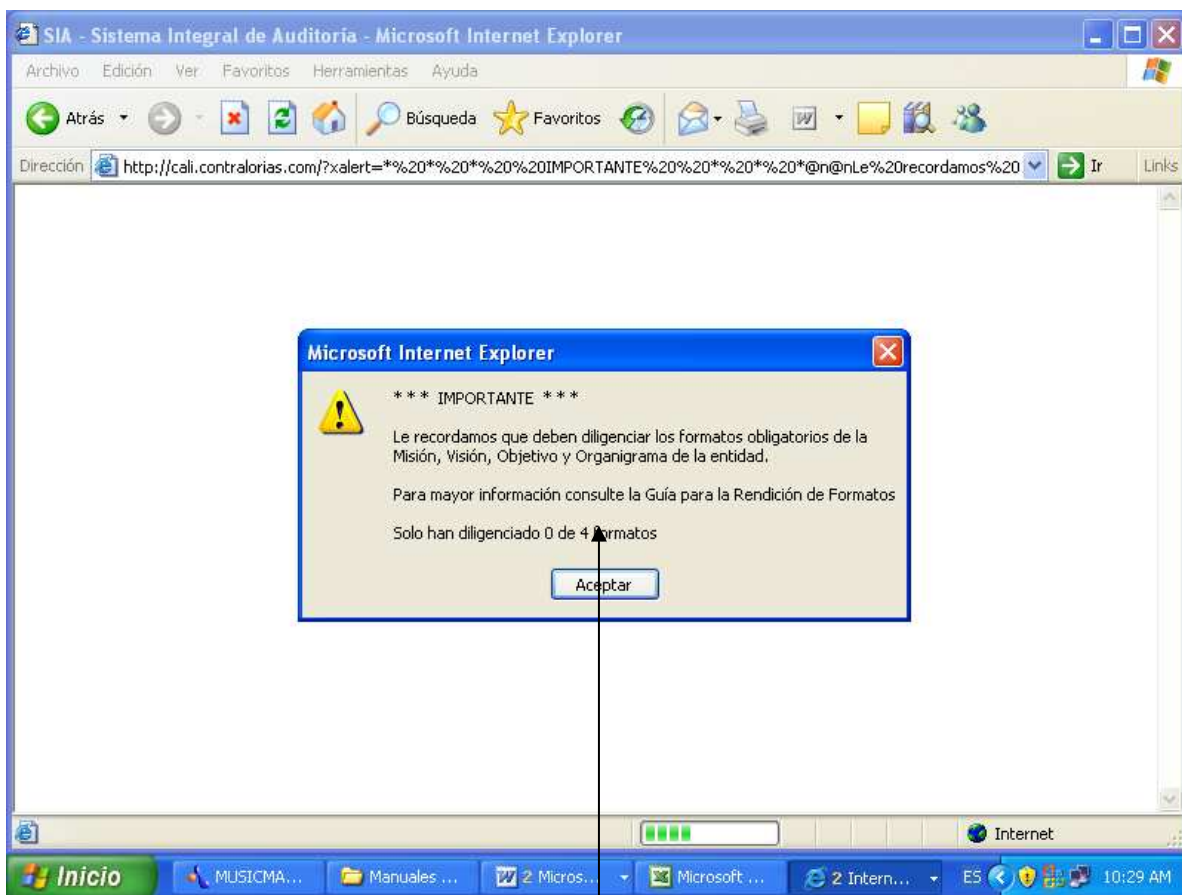 SIA - Sistema Integral de Auditoria - Microsoft Internet Explorer
Archivo Edición Ver Favoritos Herramientas Ayuda
Atrás Búsqueda Favoritos
Dirección http://cali.contralorias.com/?xalert=*%20*%20*%20%20IMPORTANTE%20%20*%20*%20*@n@nLe%20recordamos%20 Ir Links
Microsoft Internet Explorer
* * * IMPORTANTE * * *
Le recordamos que deben diligenciar los formatos obligatorios de la
Misión, Visión, Objetivo y Organigrama de la entidad.
Para mayor información consulte la Guía para la Rendición de Formatos
Solo han diligenciado 0 de 4 formatos
Aceptar
Internet
Inicio MUSICMA... Manuales ... 2 Micros... Microsoft ... 2 Intern... ES 10:29 AM